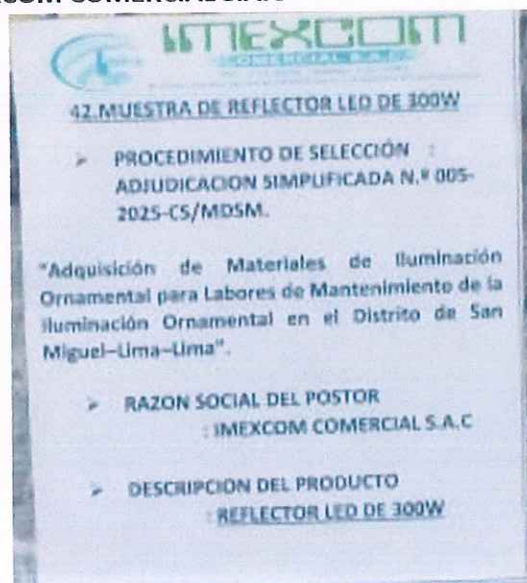 IMEXCOM
COMERCIAL S.A.C
42.MUESTRA DE REFLECTOR LED DE 300W
➢ PROCEDIMIENTO DE SELECCIÓN :
ADJUDICACION SIMPLIFICADA N.º 005-
2025-CS/MDSM.
"Adquisición de Materiales de Iluminación
Ornamental para Labores de Mantenimiento de la
Iluminación Ornamental en el Distrito de San
Miguel–Lima–Lima".
➢ RAZON SOCIAL DEL POSTOR
: IMEXCOM COMERCIAL S.A.C
➢ DESCRIPCION DEL PRODUCTO
: REFLECTOR LED DE 300W